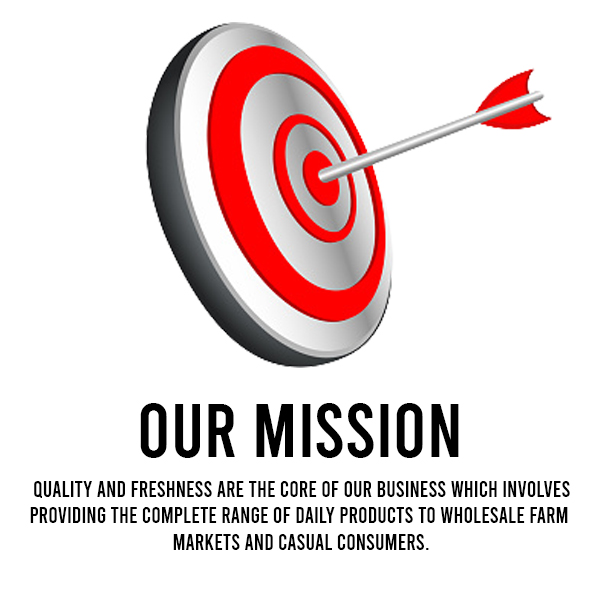 OUR MISSION
QUALITY AND FRESHNESS ARE THE CORE OF OUR BUSINESS WHICH INVOLVES
PROVIDING THE COMPLETE RANGE OF DAILY PRODUCTS TO WHOLESALE FARM
MARKETS AND CASUAL CONSUMERS.